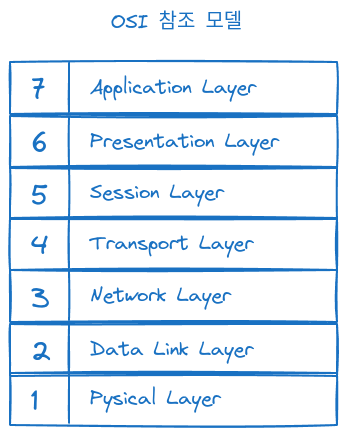 OSI 참조 모델
7 Application Layer
6 Presentation Layer
5 Session Layer
4 Transport Layer
3 Network Layer
2 Data Link Layer
1 Pysical Layer